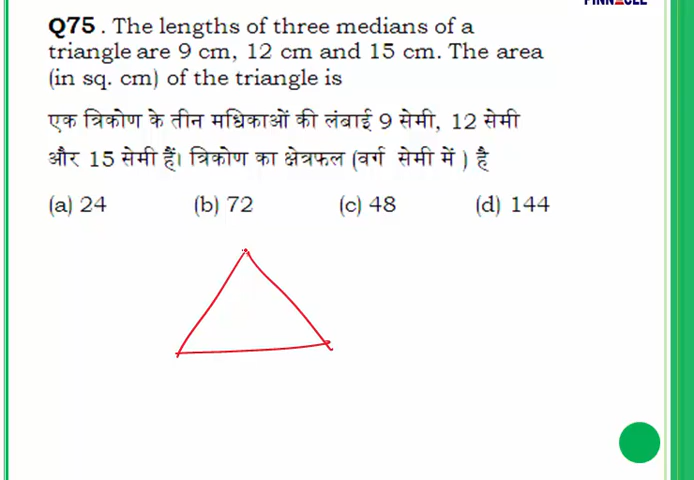 PINNACLE
Q75 . The lengths of three medians of a
triangle are 9 cm, 12 cm and 15 cm. The area
(in sq. cm) of the triangle is
एक त्रिकोण के तीन मधिकाओं की लंबाई 9 सेमी, 12 सेमी
और 15 सेमी हैं। त्रिकोण का क्षेत्रफल (वर्ग सेमी में ) है
(a) 24 (b) 72 (c) 48 (d) 144